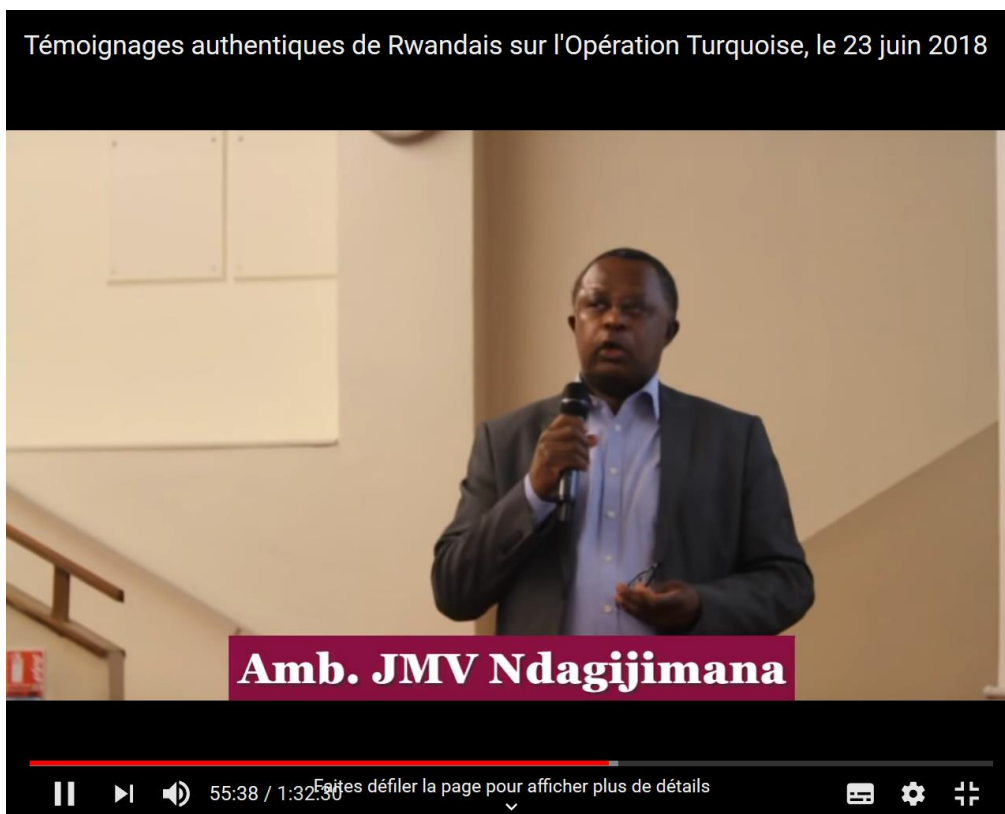 Témoignages authentiques de Rwandais sur l'Opération Turquoise, le 23 juin 2018
Amb. JMV Ndagijimana
55:38 / 1:32:30
Faites défiler la page pour afficher plus de détails